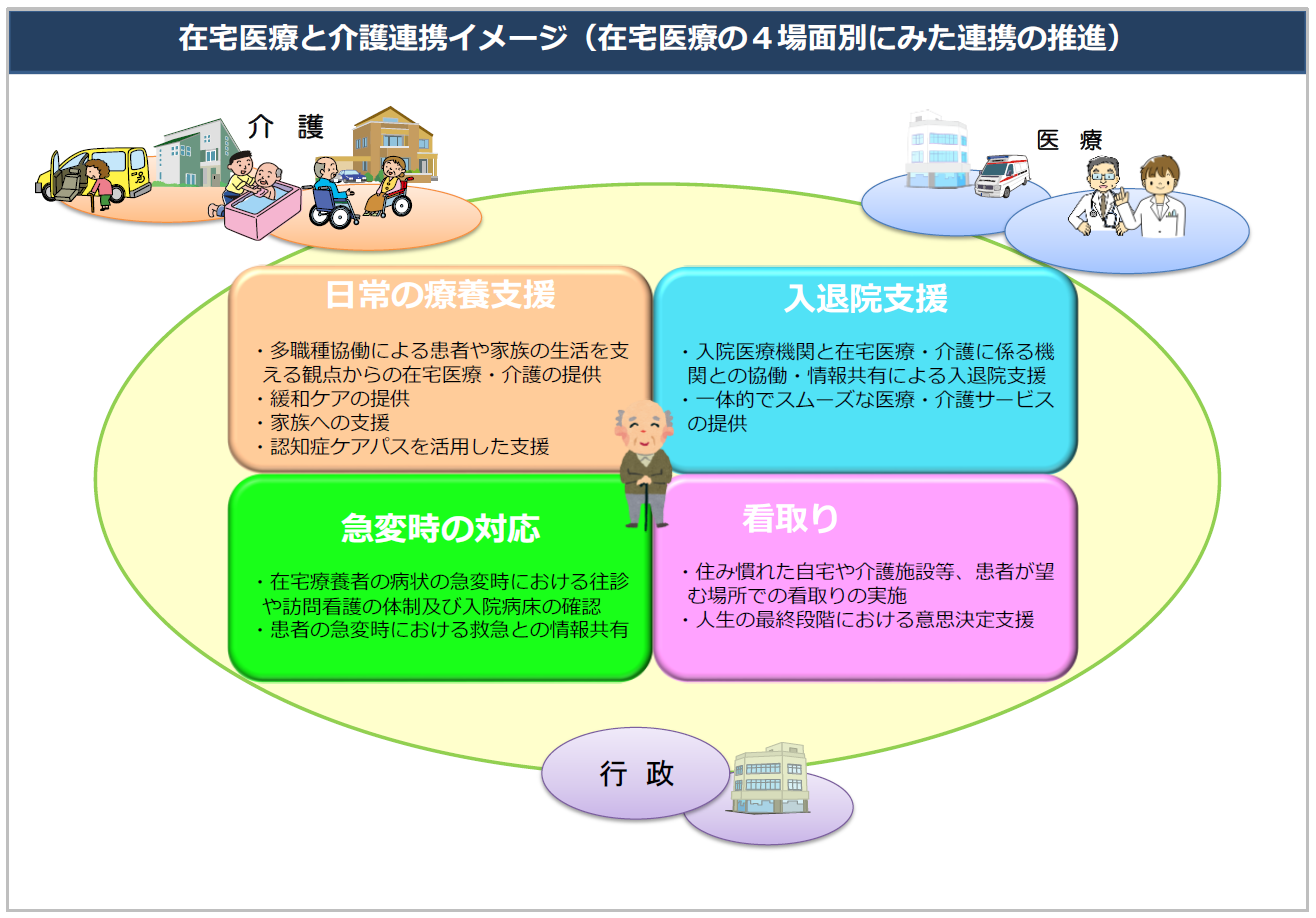 在宅医療と介護連携イメージ（在宅医療の４場面別にみた連携の推進）
介 護
医 療
日常の療養支援
・多職種協働による患者や家族の生活を支
える観点からの在宅医療・介護の提供
・緩和ケアの提供
・家族への支援
・認知症ケアパスを活用した支援
入退院支援
・入院医療機関と在宅医療・介護に係る機
関との協働・情報共有による入退院支援
・一体的でスムーズな医療・介護サービス
の提供
急変時の対応
・在宅療養者の病状の急変時における往診
や訪問看護の体制及び入院病床の確認
・患者の急変時における救急との情報共有
看取り
・住み慣れた自宅や介護施設等、患者が望
む場所での看取りの実施
・人生の最終段階における意思決定支援
行 政